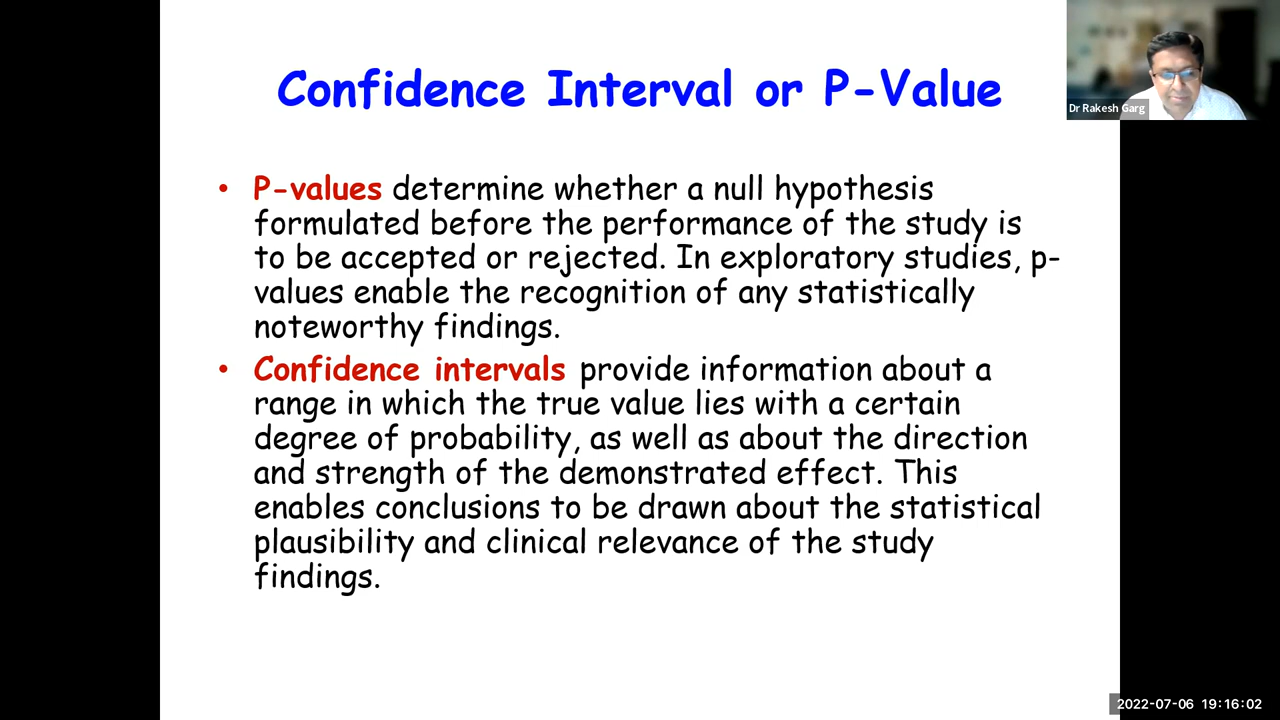 Confidence Interval or P-Value
Dr Rakesh Garg
• P-values determine whether a null hypothesis
formulated before the performance of the study is
to be accepted or rejected. In exploratory studies, p-
values enable the recognition of any statistically
noteworthy findings.
• Confidence intervals provide information about a
range in which the true value lies with a certain
degree of probability, as well as about the direction
and strength of the demonstrated effect. This
enables conclusions to be drawn about the statistical
plausibility and clinical relevance of the study
findings.
2022-07-06 19:16:02